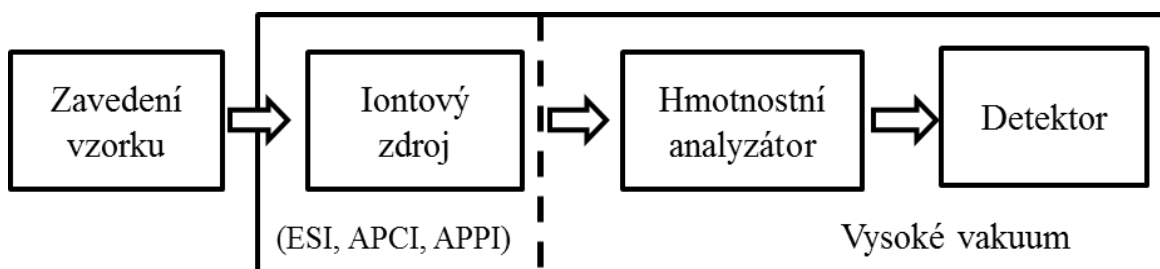 Zavedení
vzorku
Iontový
zdroj
Hmotnostní
analyzátor
Detektor
(ESI, APCI, APPI)
Vysoké vakuum